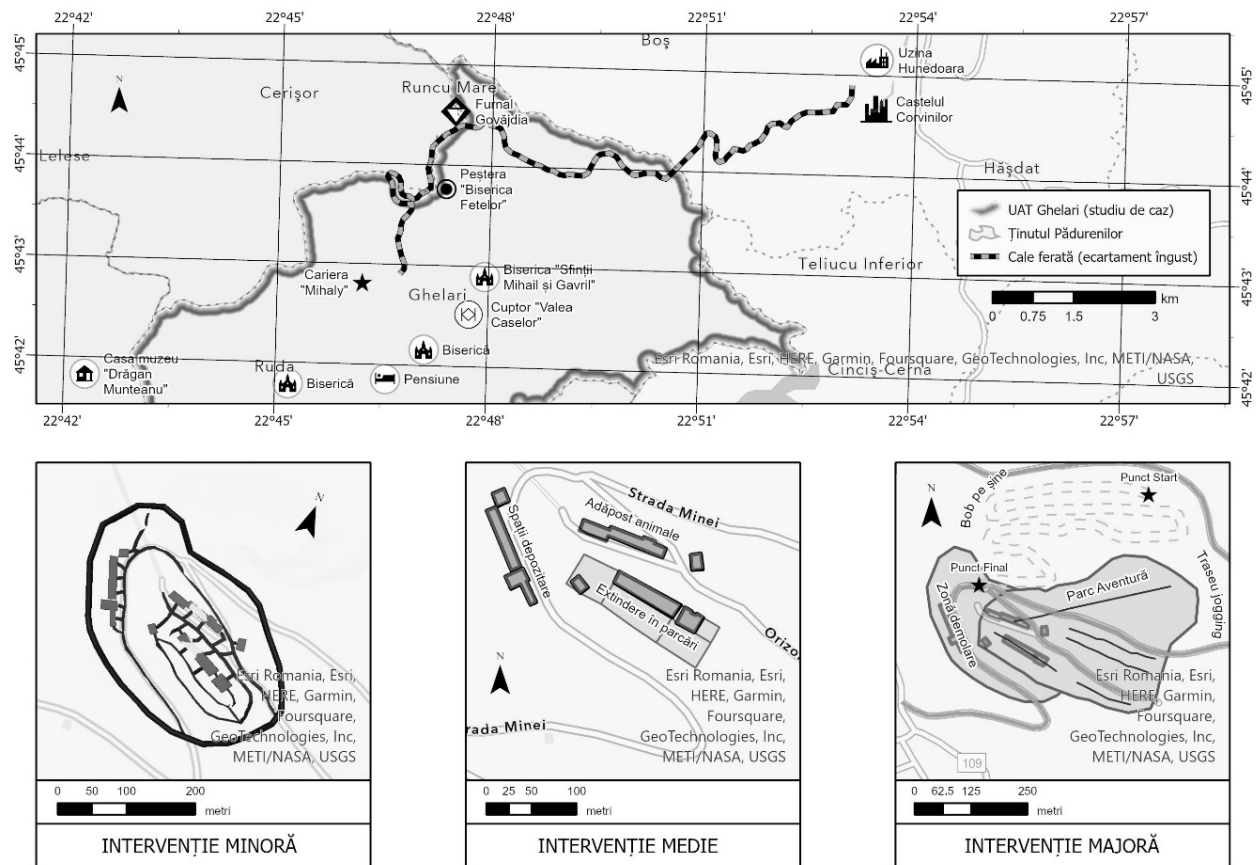 22°42' 22°45' 22°48' 22°51' 22°54' 22°57'
45°45' 45°45'
45°44' 45°44'
45°43' 45°43'
45°42' 45°42'
N
Boș
Uzina
Hunedoara
Runcu Mare
Cerișor
Furnal
Govăjdia
Castelul
Corvinilor
Lelese
Hășdat
Peștera
"Biserica
Fetelor"
UAT Ghelari (studiu de caz)
Ținutul Pădurenilor
Cale ferată (ecartament îngust)
Teliucu Inferior
Cariera
"Mihaly"
Biserica "Sfinții
Mihail și Gavril"
Ghelari
Cuptor "Valea
Caselor"
km
0 0.75 1.5 3
Biserică
Esri Romania, Esri, HERE, Garmin, Foursquare, GeoTechnologies, Inc, METI/NASA,
USGS
Cinciș-Cerna
Casa muzeu
"Drăgan
Munteanu"
Ruda
Biserică
Pensiune
22°42' 22°45' 22°48' 22°51' 22°54' 22°57'
N
Esri Romania, Esri,
HERE, Garmin,
Foursquare,
GeoTechnologies, Inc,
METI/NASA, USGS
0 50 100 200
metri
INTERVENȚIE MINORĂ
Strada Minei
Adăpost animale
Spații depozitare
Extindere în parcări
Orizo
N
Esri Romania, Esri,
HERE, Garmin,
Foursquare,
GeoTechnologies, Inc,
METI/NASA, USGS
rada Minei
0 25 50 100
metri
INTERVENȚIE MEDIE
Punct Start
Bob pe șine
N
Punct Final
Parc Aventură
Traseu jogging
Zonă demolare
Esri Romania, Esri,
HERE, Garmin,
Foursquare,
GeoTechnologies, Inc,
METI/NASA, USGS
109
0 62.5 125 250
metri
INTERVENȚIE MAJORĂ